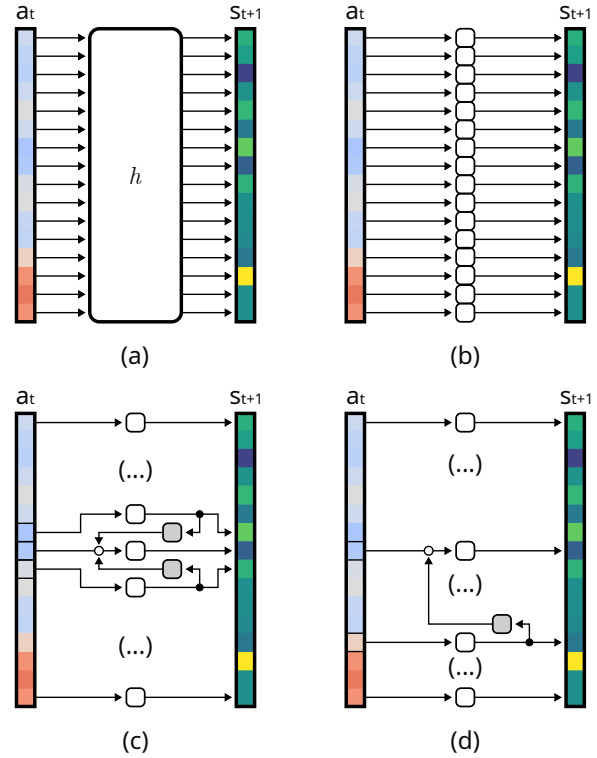 at st+1 at st+1
h
(a) (b)
at st+1 at st+1
(...) (...)
(...)
(...)
(...)
(c) (d)